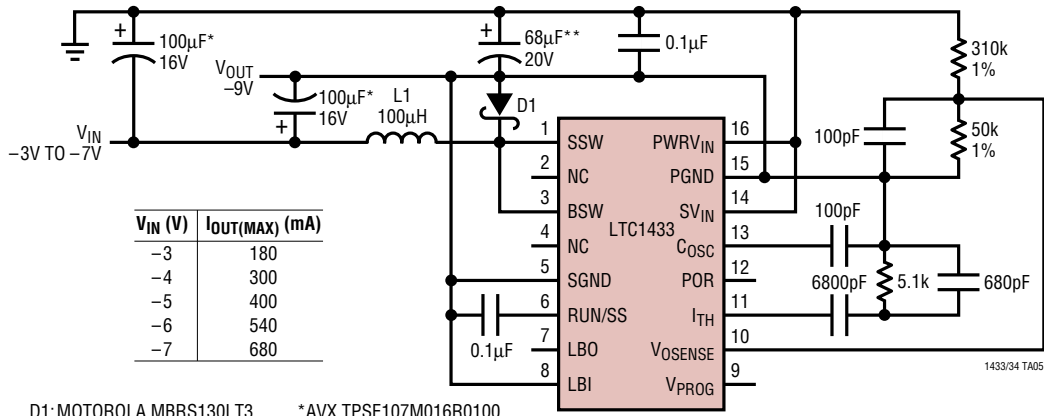 +
100µF*
16V
+
68µF**
20V
0.1µF
310k
1%
VOUT
–9V
100µF*
16V
+
L1
100µH
D1
VIN
–3V TO –7V
100pF
50k
1%
1 SSW
2 NC
3 BSW
4 NC
5 SGND
6 RUN/SS
7 LBO
8 LBI
LTC1433
PWRVIN 16
PGND 15
SVIN 14
COSC 13
POR 12
ITH 11
VOSENSE 10
VPROG 9
100pF
6800pF
5.1k
680pF
0.1µF
VIN (V) IOUT(MAX) (mA)
–3 180
–4 300
–5 400
–6 540
–7 680
1433/34 TA05
D1: MOTOROLA MBRS130LT3 *AVX TPSE107M016R0100